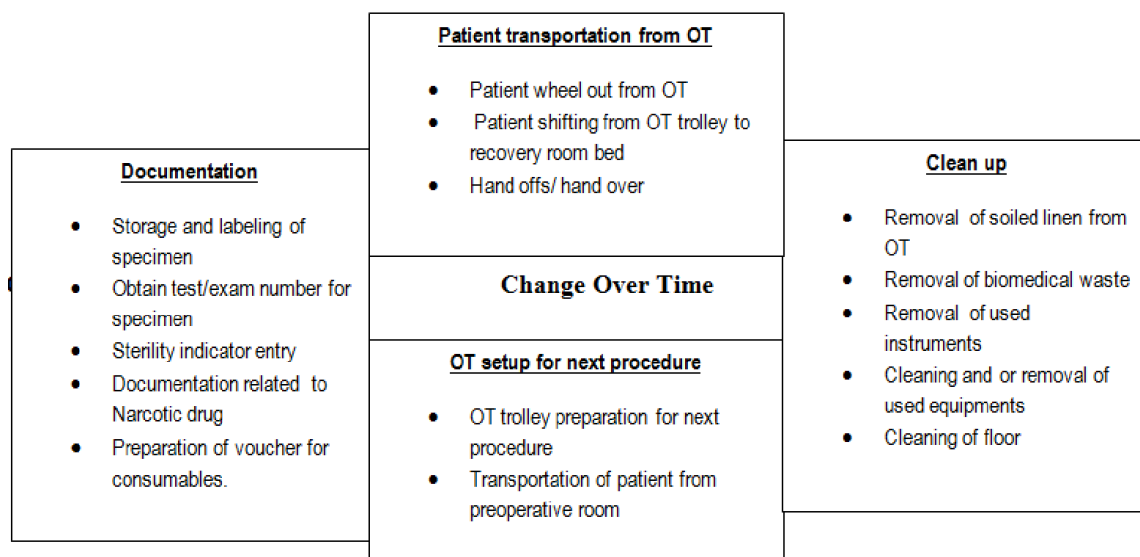 Patient transportation from OT
● Patient wheel out from OT
● Patient shifting from OT trolley to
recovery room bed
● Hand offs/ hand over
Documentation
● Storage and labeling of
specimen
● Obtain test/exam number for
specimen
● Sterility indicator entry
● Documentation related to
Narcotic drug
● Preparation of voucher for
consumables.
Change Over Time
Clean up
● Removal of soiled linen from
OT
● Removal of biomedical waste
● Removal of used
instruments
● Cleaning and or removal of
used equipments
● Cleaning of floor
OT setup for next procedure
● OT trolley preparation for next
procedure
● Transportation of patient from
preoperative room